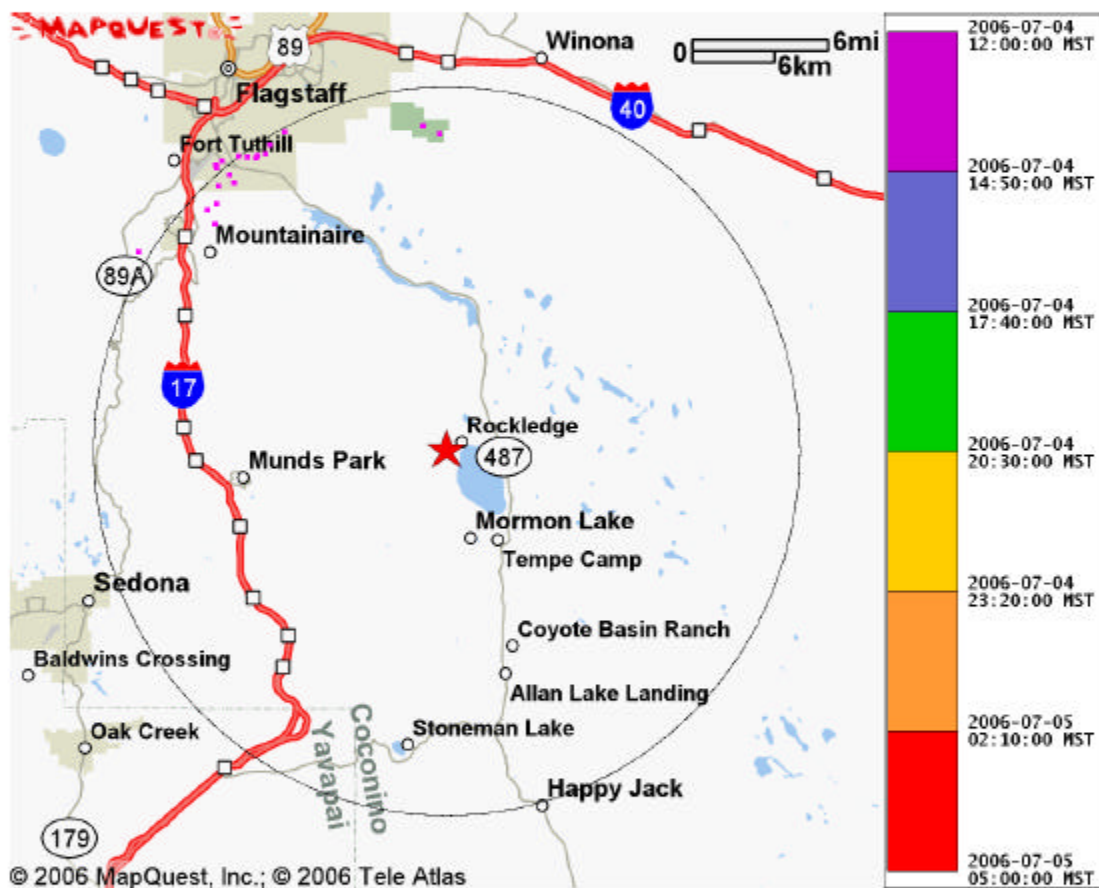 MAPQUEST
89
Winona
0 6mi
6km
Flagstaff
40
Fort Tuthill
Mountainaire
89A
17
Rockledge
487
Munds Park
Mormon Lake
Tempe Camp
Sedona
Coyote Basin Ranch
Baldwins Crossing
Allan Lake Landing
Oak Creek
Stoneman Lake
Coconino
Yavapai
Happy Jack
179
© 2006 MapQuest, Inc.; © 2006 Tele Atlas
2006-07-04
12:00:00 MST
2006-07-04
14:50:00 MST
2006-07-04
17:40:00 MST
2006-07-04
20:30:00 MST
2006-07-04
23:20:00 MST
2006-07-05
02:10:00 MST
2006-07-05
05:00:00 MST